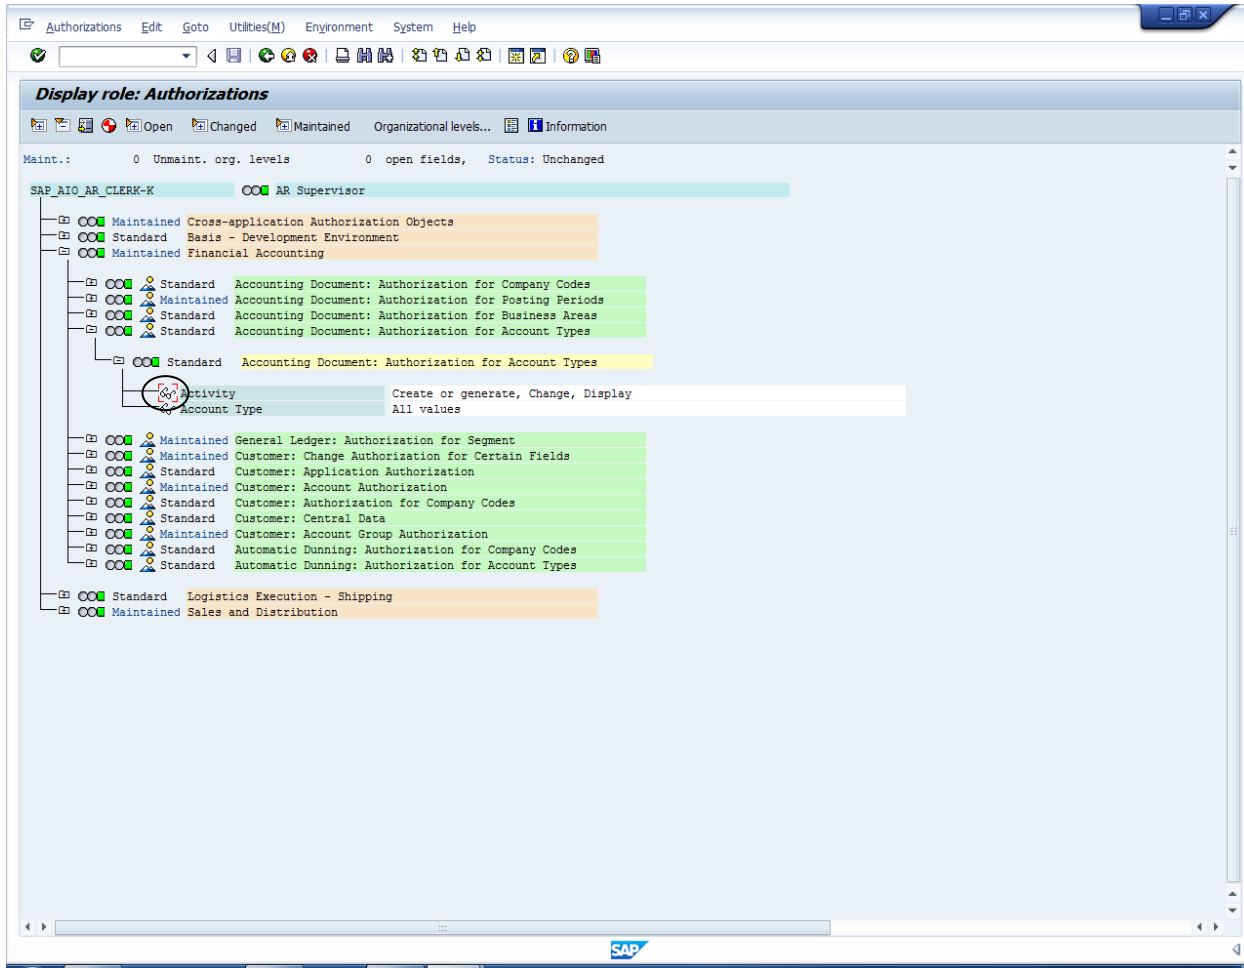 Authorizations Edit Goto Utilities(M) Environment System Help
Display role: Authorizations
Open Changed Maintained Organizational levels... Information
Maint.: 0 Unmaint. org. levels 0 open fields, Status: Unchanged
SAP_AIO_AR_CLERK-K AR Supervisor
Maintained Cross-application Authorization Objects
Standard Basis - Development Environment
Maintained Financial Accounting
Standard Accounting Document: Authorization for Company Codes
Maintained Accounting Document: Authorization for Posting Periods
Standard Accounting Document: Authorization for Business Areas
Standard Accounting Document: Authorization for Account Types
Standard Accounting Document: Authorization for Account Types
Activity Create or generate, Change, Display
Account Type All values
Maintained General Ledger: Authorization for Segment
Maintained Customer: Change Authorization for Certain Fields
Standard Customer: Application Authorization
Maintained Customer: Account Authorization
Standard Customer: Authorization for Company Codes
Standard Customer: Central Data
Maintained Customer: Account Group Authorization
Standard Automatic Dunning: Authorization for Company Codes
Standard Automatic Dunning: Authorization for Account Types
Standard Logistics Execution - Shipping
Maintained Sales and Distribution
SAP